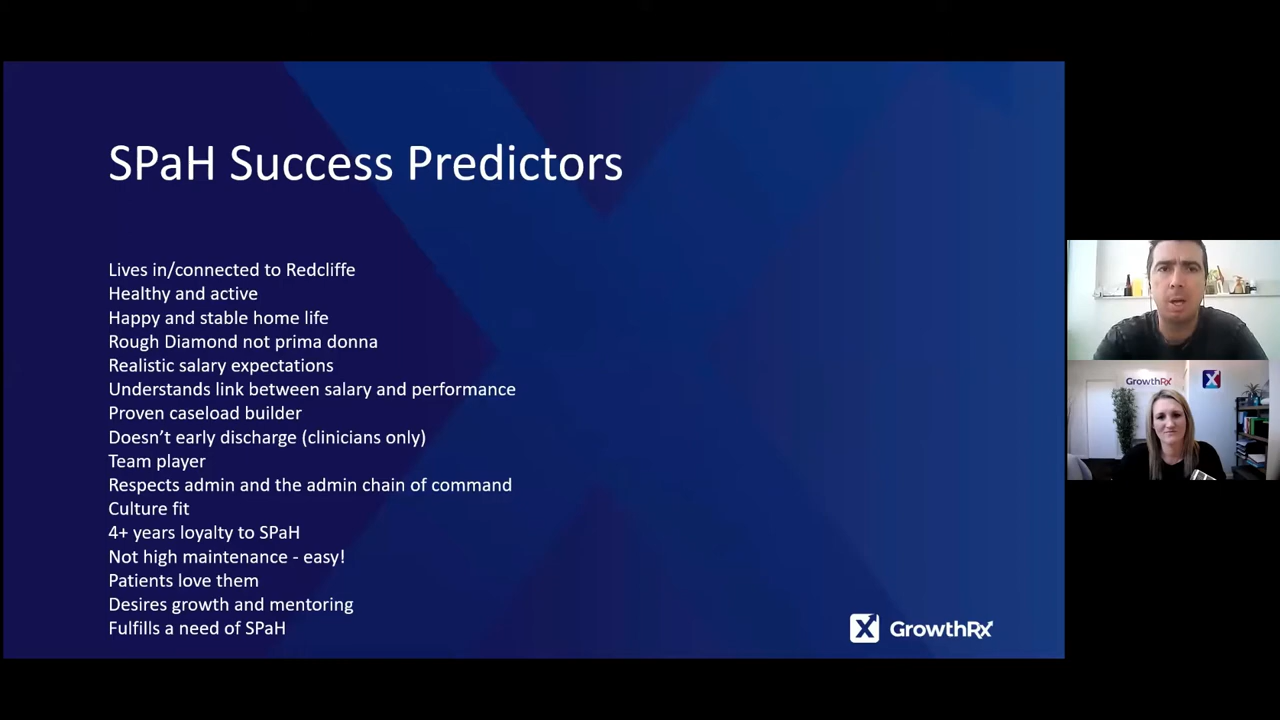 SPaH Success Predictors
Lives in/connected to Redcliffe
Healthy and active
Happy and stable home life
Rough Diamond not prima donna
Realistic salary expectations
Understands link between salary and performance
Proven caseload builder
Doesn’t early discharge (clinicians only)
Team player
Respects admin and the admin chain of command
Culture fit
4+ years loyalty to SPaH
Not high maintenance - easy!
Patients love them
Desires growth and mentoring
Fulfills a need of SPaH
X GrowthRx
GrowthRx X